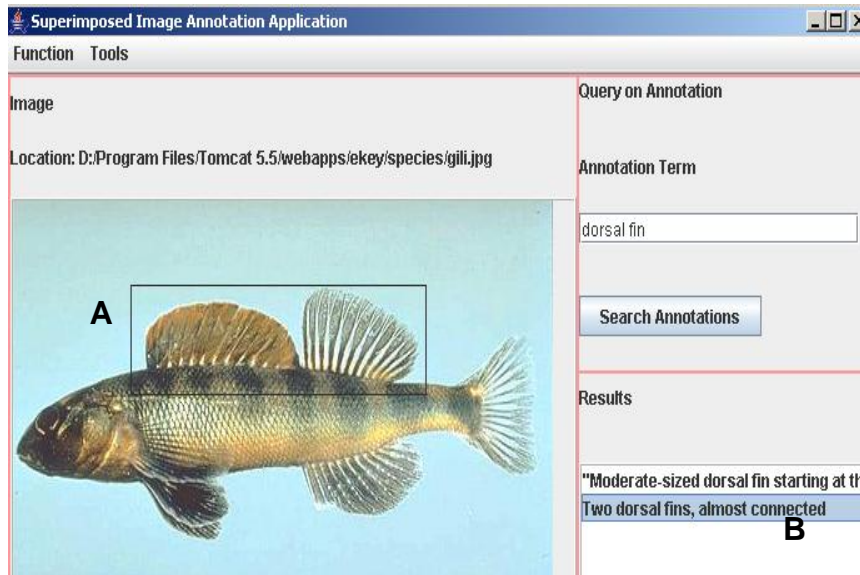 Superimposed Image Annotation Application
Function Tools
Image
Location: D:/Program Files/Tomcat 5.5/webapps/ekey/species/gili.jpg
A
Query on Annotation
Annotation Term
dorsal fin
Search Annotations
Results
"Moderate-sized dorsal fin starting at th
Two dorsal fins, almost connected
B